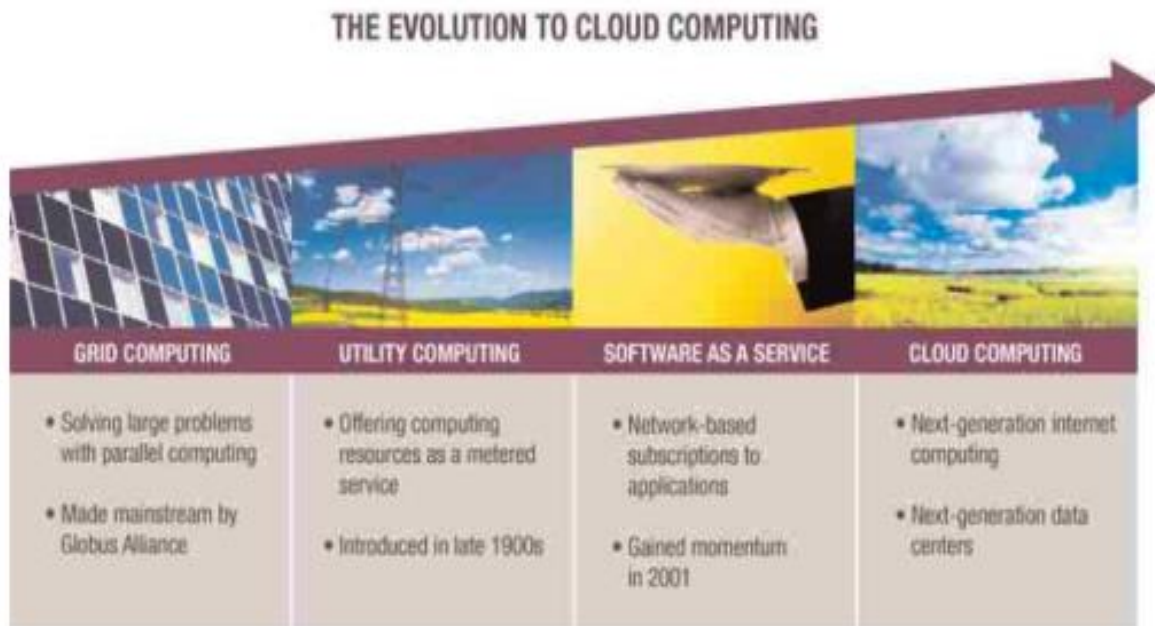 THE EVOLUTION TO CLOUD COMPUTING
GRID COMPUTING
• Solving large problems
with parallel computing
• Made mainstream by
Globus Alliance
UTILITY COMPUTING
• Offering computing
resources as a metered
service
• Introduced in late 1900s
SOFTWARE AS A SERVICE
• Network-based
subscriptions to
applications
• Gained momentum
in 2001
CLOUD COMPUTING
• Next-generation internet
computing
• Next-generation data
centers